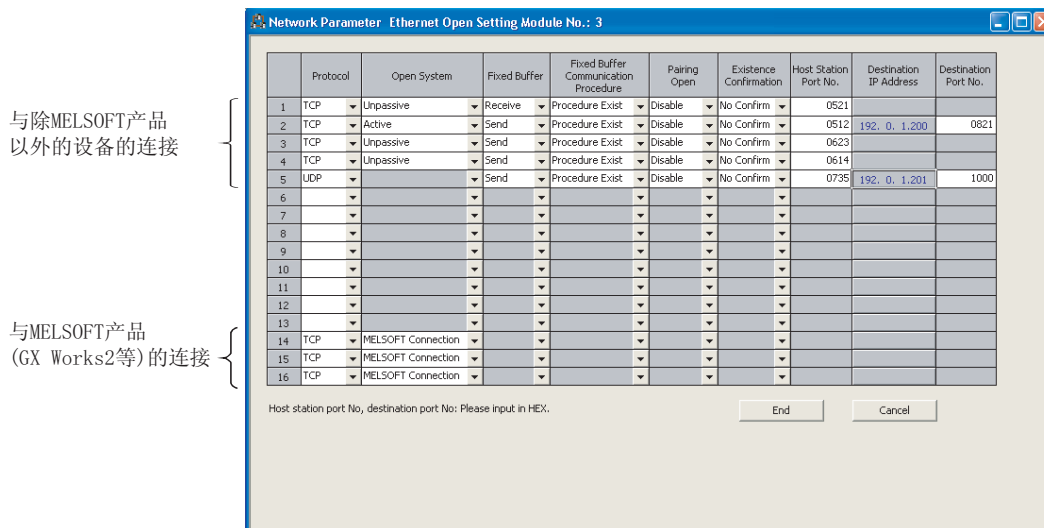 Network Parameter Ethernet Open Setting Module No.: 3
Protocol Open System Fixed Buffer Fixed Buffer Communication Procedure Pairing Open Existence Confirmation Host Station Port No. Destination IP Address Destination Port No.
与除MELSOFT产品
以外的设备的连接
1 TCP Unpassive Receive Procedure Exist Disable No Confirm 0521
2 TCP Active Send Procedure Exist Disable No Confirm 0512 192. 0. 1.200 0821
3 TCP Unpassive Send Procedure Exist Disable No Confirm 0623
4 TCP Unpassive Send Procedure Exist Disable No Confirm 0614
5 UDP Send Procedure Exist Disable No Confirm 0735 192. 0. 1.201 1000
6
7
8
9
10
11
12
13
与MELSOFT产品
(GX Works2等)的连接
14 TCP MELSOFT Connection
15 TCP MELSOFT Connection
16 TCP MELSOFT Connection
Host station port No, destination port No: Please input in HEX.
End Cancel